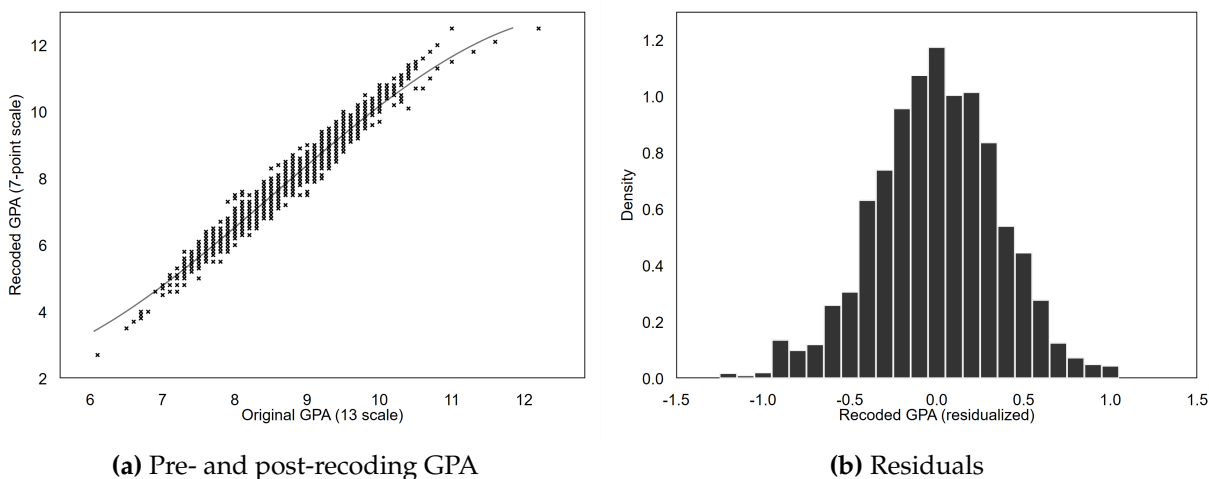 12
10
8
6
4
2
Recoded GPA (7-point scale)
6 7 8 9 10 11 12
Original GPA (13 scale)
(a) Pre- and post-recoding GPA
1.2
1.0
0.8
0.6
0.4
0.2
0.0
Density
-1.5 -1.0 -0.5 0.0 0.5 1.0 1.5
Recoded GPA (residualized)
(b) Residuals